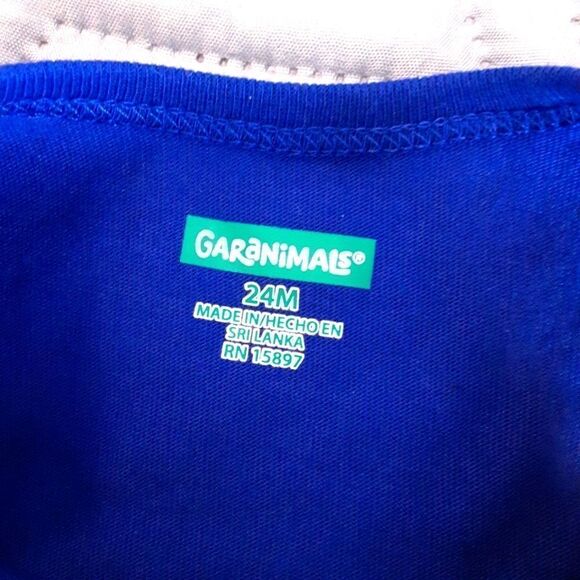 GARANIMALS®
24M
MADE IN/HECHO EN
SRI LANKA
RN 15897